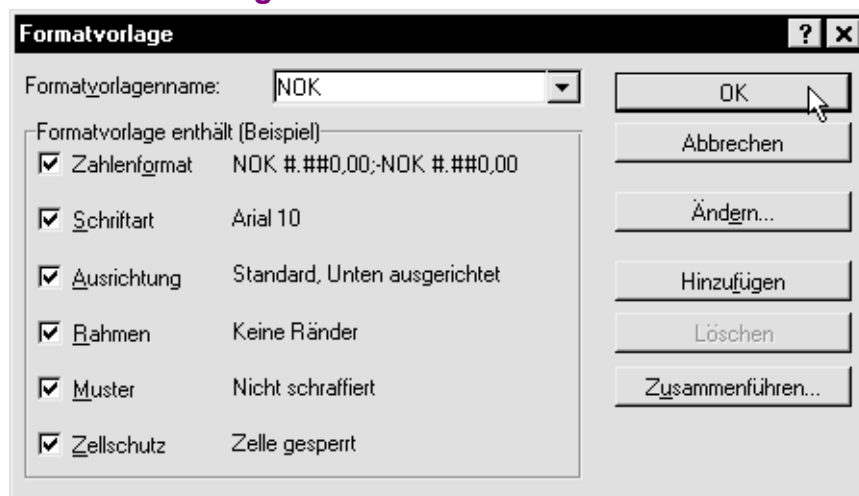 Formatvorlage
Formatvorlagenname: NOK
OK
Formatvorlage enthält (Beispiel)
Abbrechen
Zahlenformat NOK #.##0,00;-NOK #.##0,00
Schriftart Arial 10
Ändern...
Ausrichtung Standard, Unten ausgerichtet
Hinzufügen
Rahmen Keine Ränder
Löschen
Muster Nicht schraffiert
Zusammenführen...
Zellschutz Zelle gesperrt